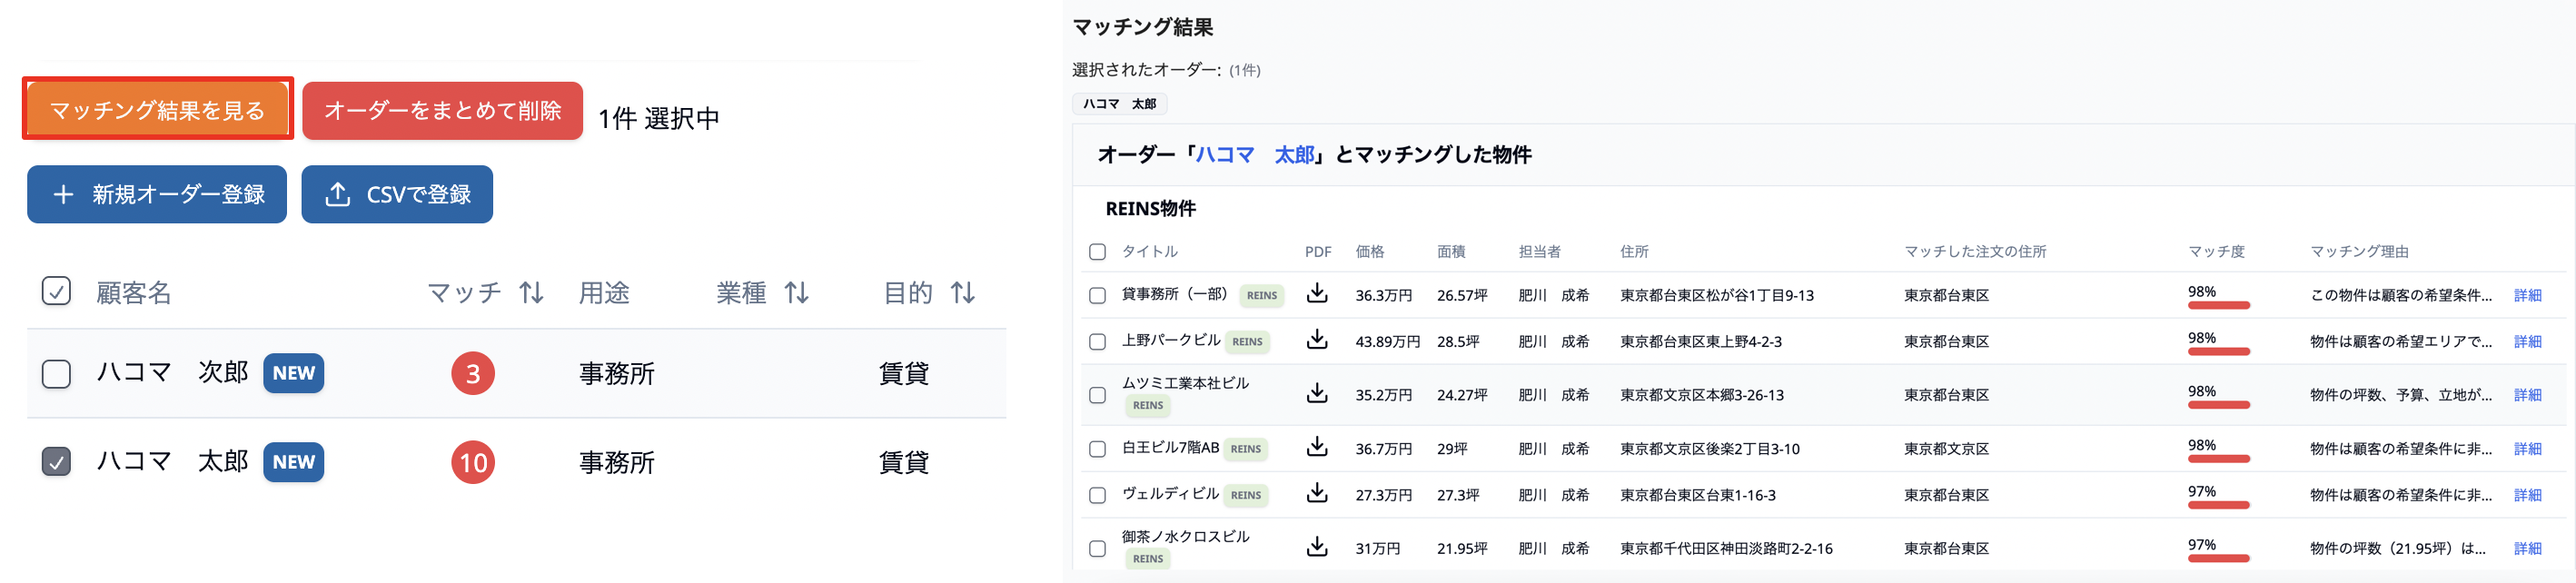 マッチング結果を見る
オーダーをまとめて削除
1件 選択中
新規オーダー登録
CSVで登録
顧客名 マッチ 用途 業種 目的
ハコマ 次郎 NEW 3 事務所 賃貸
ハコマ 太郎 NEW 10 事務所 賃貸
マッチング結果
選択されたオーダー: (1件)
ハコマ 太郎
オーダー「ハコマ 太郎」とマッチングした物件
REINS物件
タイトル PDF 価格 面積 担当者 住所 マッチした注文の住所 マッチ度 マッチング理由
貸事務所（一部） REINS 36.3万円 26.57坪 肥川 成希 東京都台東区松が谷1丁目9-13 東京都台東区 98% この物件は顧客の希望条件... 詳細
上野パークビル REINS 43.89万円 28.5坪 肥川 成希 東京都台東区東上野4-2-3 東京都台東区 98% 物件は顧客の希望エリアで... 詳細
ムツミ工業本社ビル REINS 35.2万円 24.27坪 肥川 成希 東京都文京区本郷3-26-13 東京都台東区 98% 物件の坪数、予算、立地が... 詳細
白王ビル7階AB REINS 36.7万円 29坪 肥川 成希 東京都文京区後楽2丁目3-10 東京都文京区 98% 物件は顧客の希望条件に非... 詳細
ヴェルディビル REINS 27.3万円 27.3坪 肥川 成希 東京都台東区台東1-16-3 東京都台東区 97% 物件は顧客の希望条件に非... 詳細
御茶ノ水クロスビル REINS 31万円 21.95坪 肥川 成希 東京都千代田区神田淡路町2-2-16 東京都台東区 97% 物件の坪数（21.95坪）は... 詳細